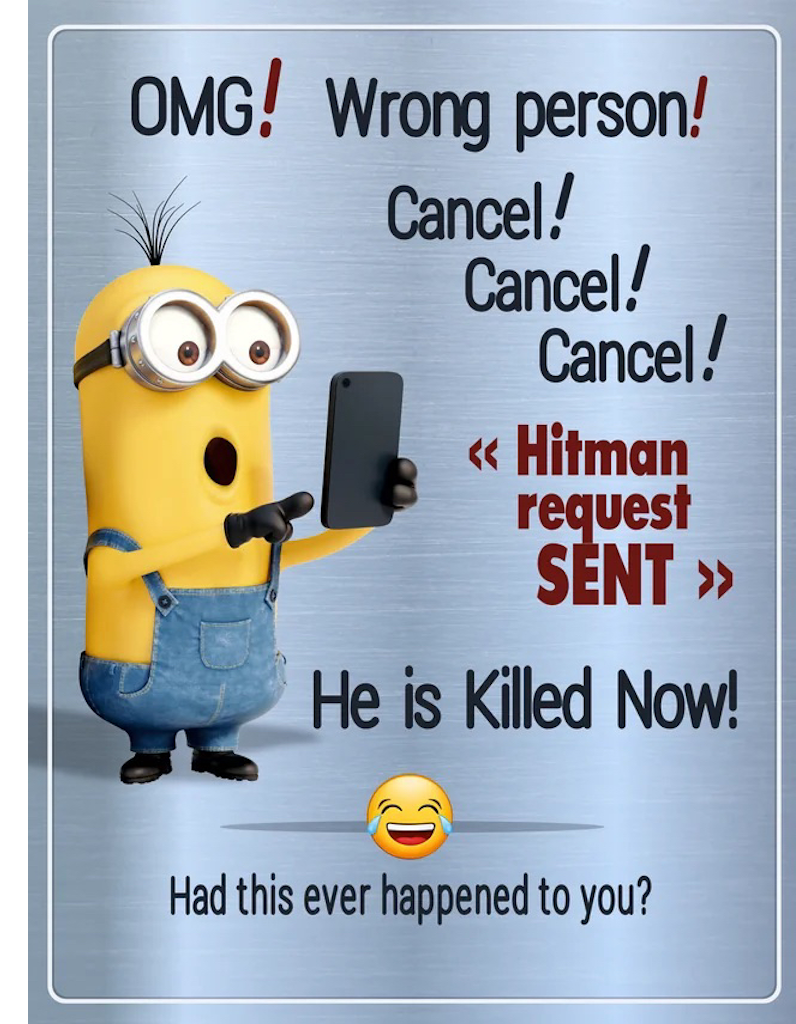 OMG! Wrong person!
Cancel!
Cancel!
Cancel!
« Hitman
request
SENT »
He is Killed Now!
Had this ever happened to you?